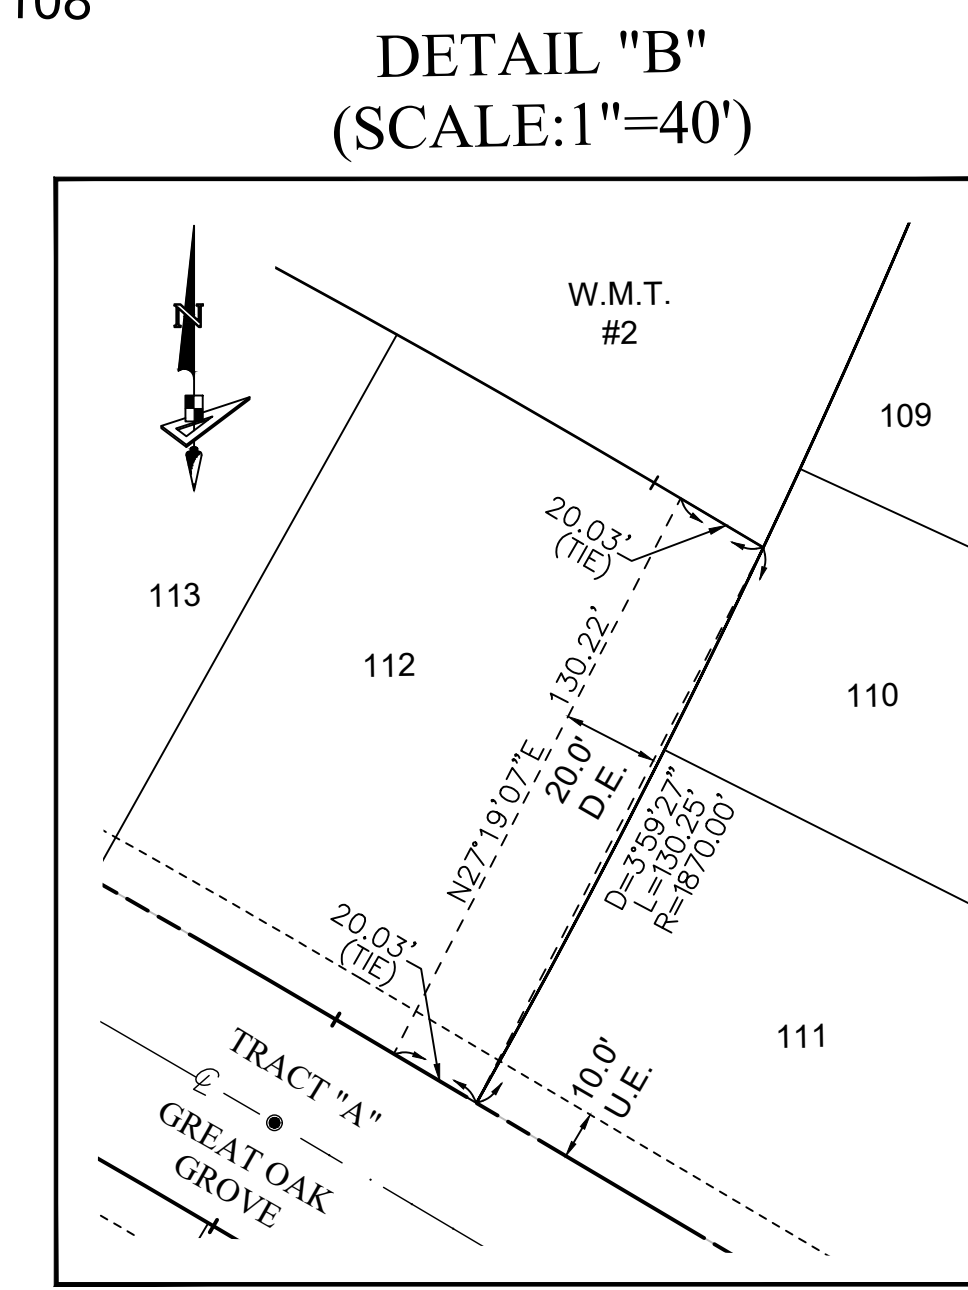 108
DETAIL "B"
(SCALE:1"=40')
N
W.M.T.
#2
109
20.03'
(TIE)
113
112
130.22'
110
20.0'
D.E.
N27°19'07"E
D=3°59'27"
L=130.25'
R=1870.00'
20.03'
(TIE)
111
10.0'
U.E.
TRACT "A"
℄
GREAT OAK
GROVE